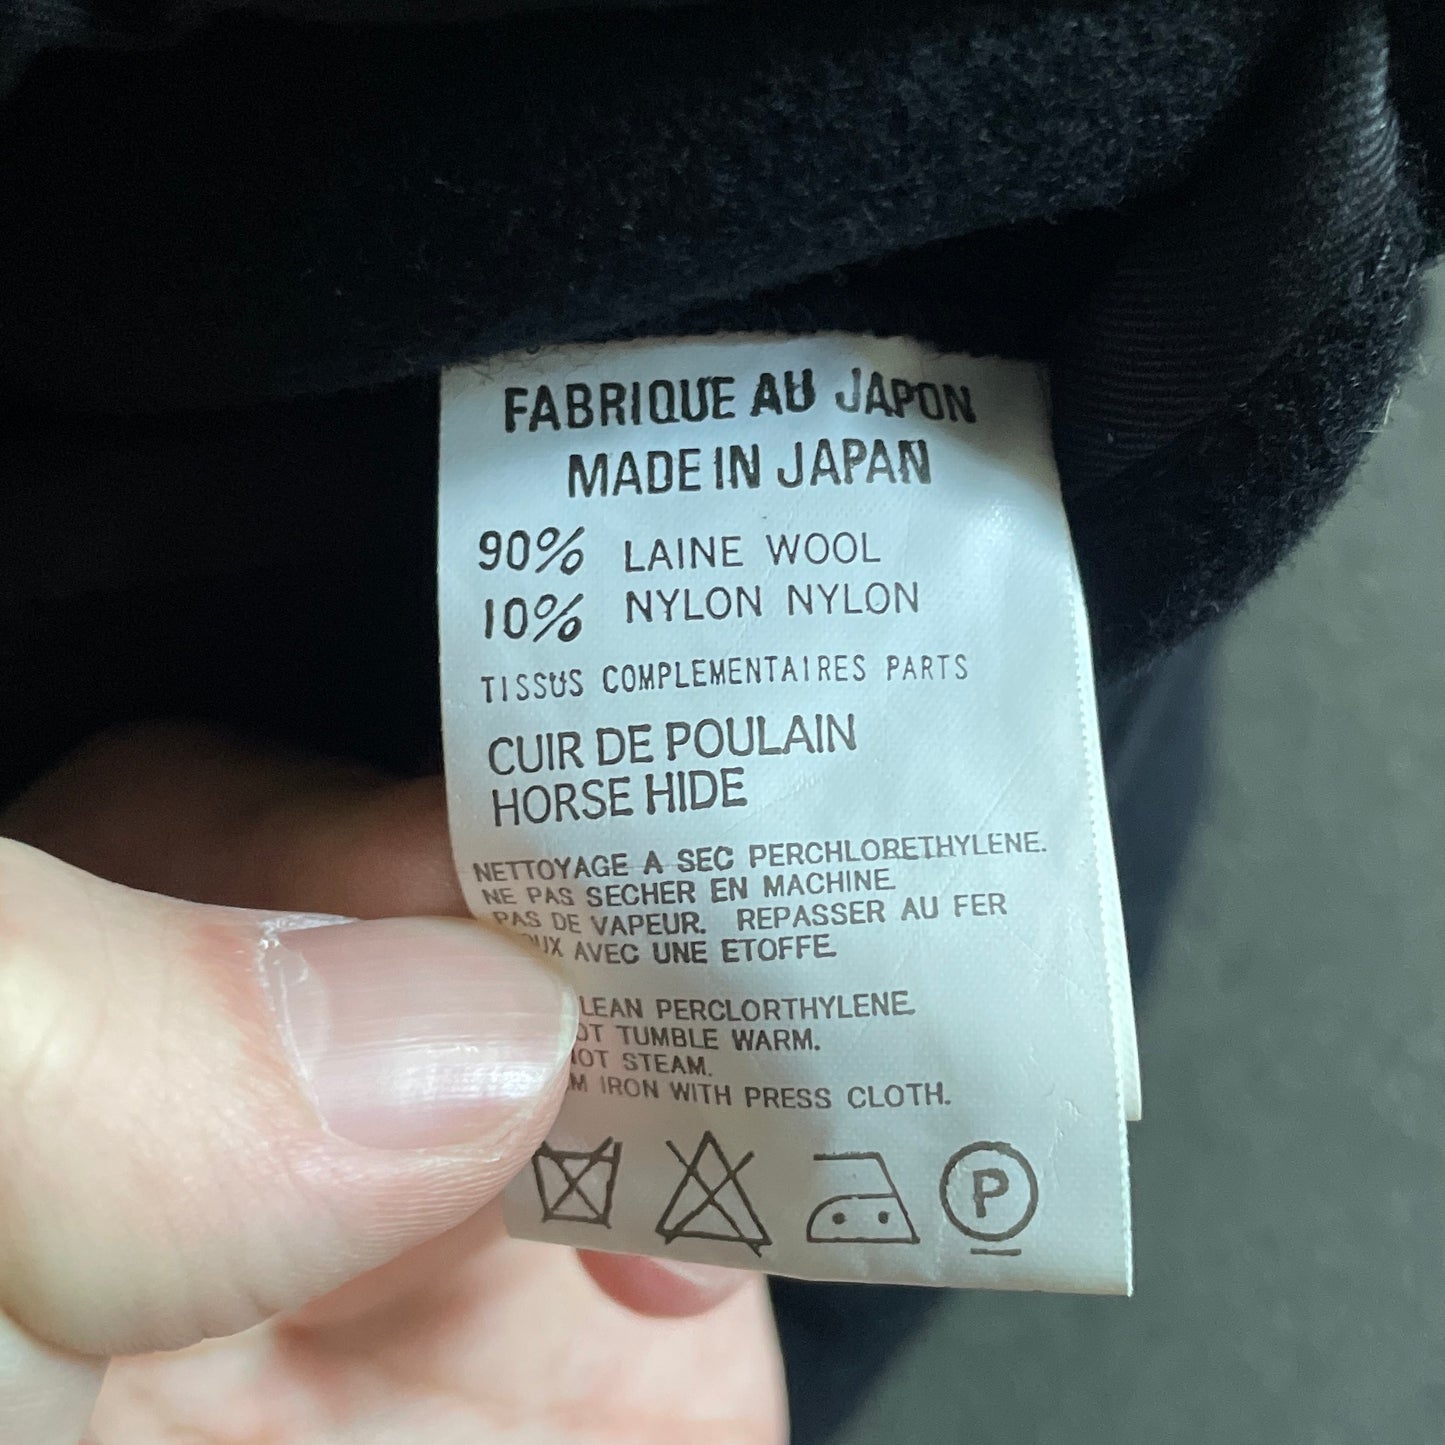 FABRIQUE AU JAPON
MADE IN JAPAN
90% LAINE WOOL
10% NYLON NYLON
TISSUS COMPLEMENTAIRES PARTS
CUIR DE POULAIN
HORSE HIDE
NETTOYAGE A SEC PERCHLORETHYLENE.
NE PAS SECHER EN MACHINE
PAS DE VAPEUR. REPASSER AU FER
AVEC UNE ETOFFE
PERCLORTHYLENE
TUMBLE WARM.
STEAM.
IRON WITH PRESS CLOTH.
P